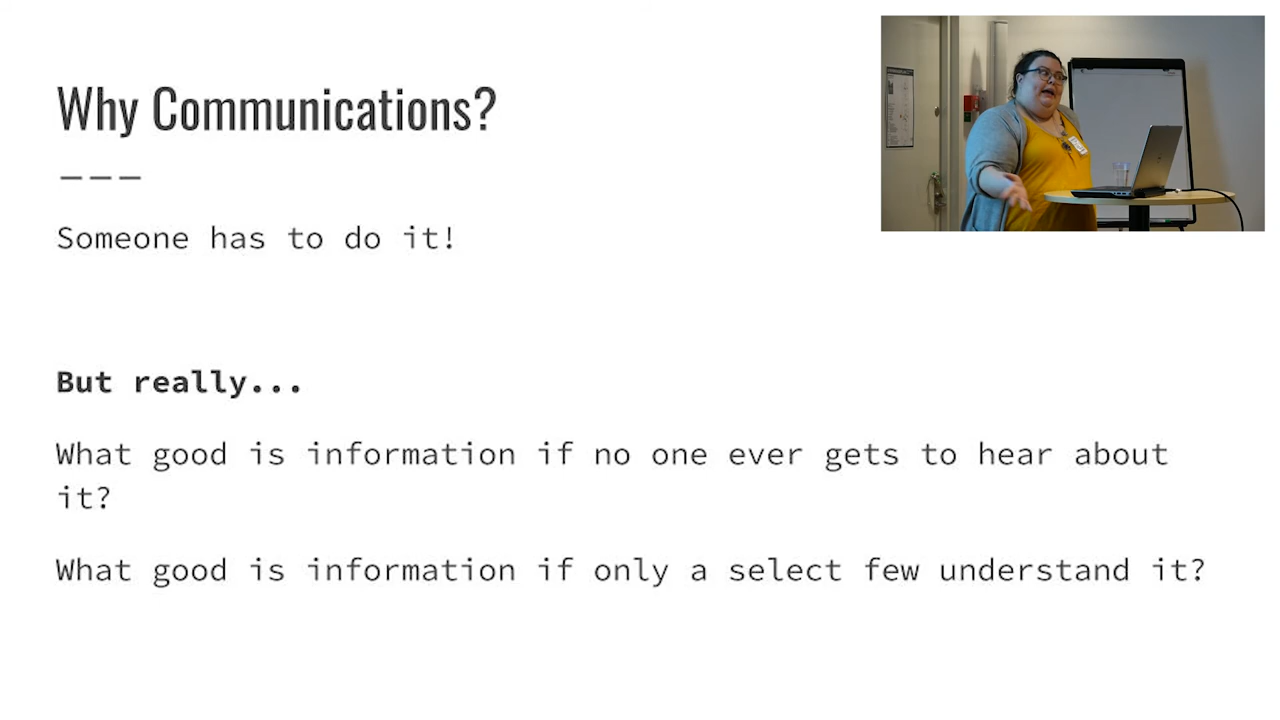 Why Communications?
Someone has to do it!
But really...
What good is information if no one ever gets to hear about
it?
What good is information if only a select few understand it?